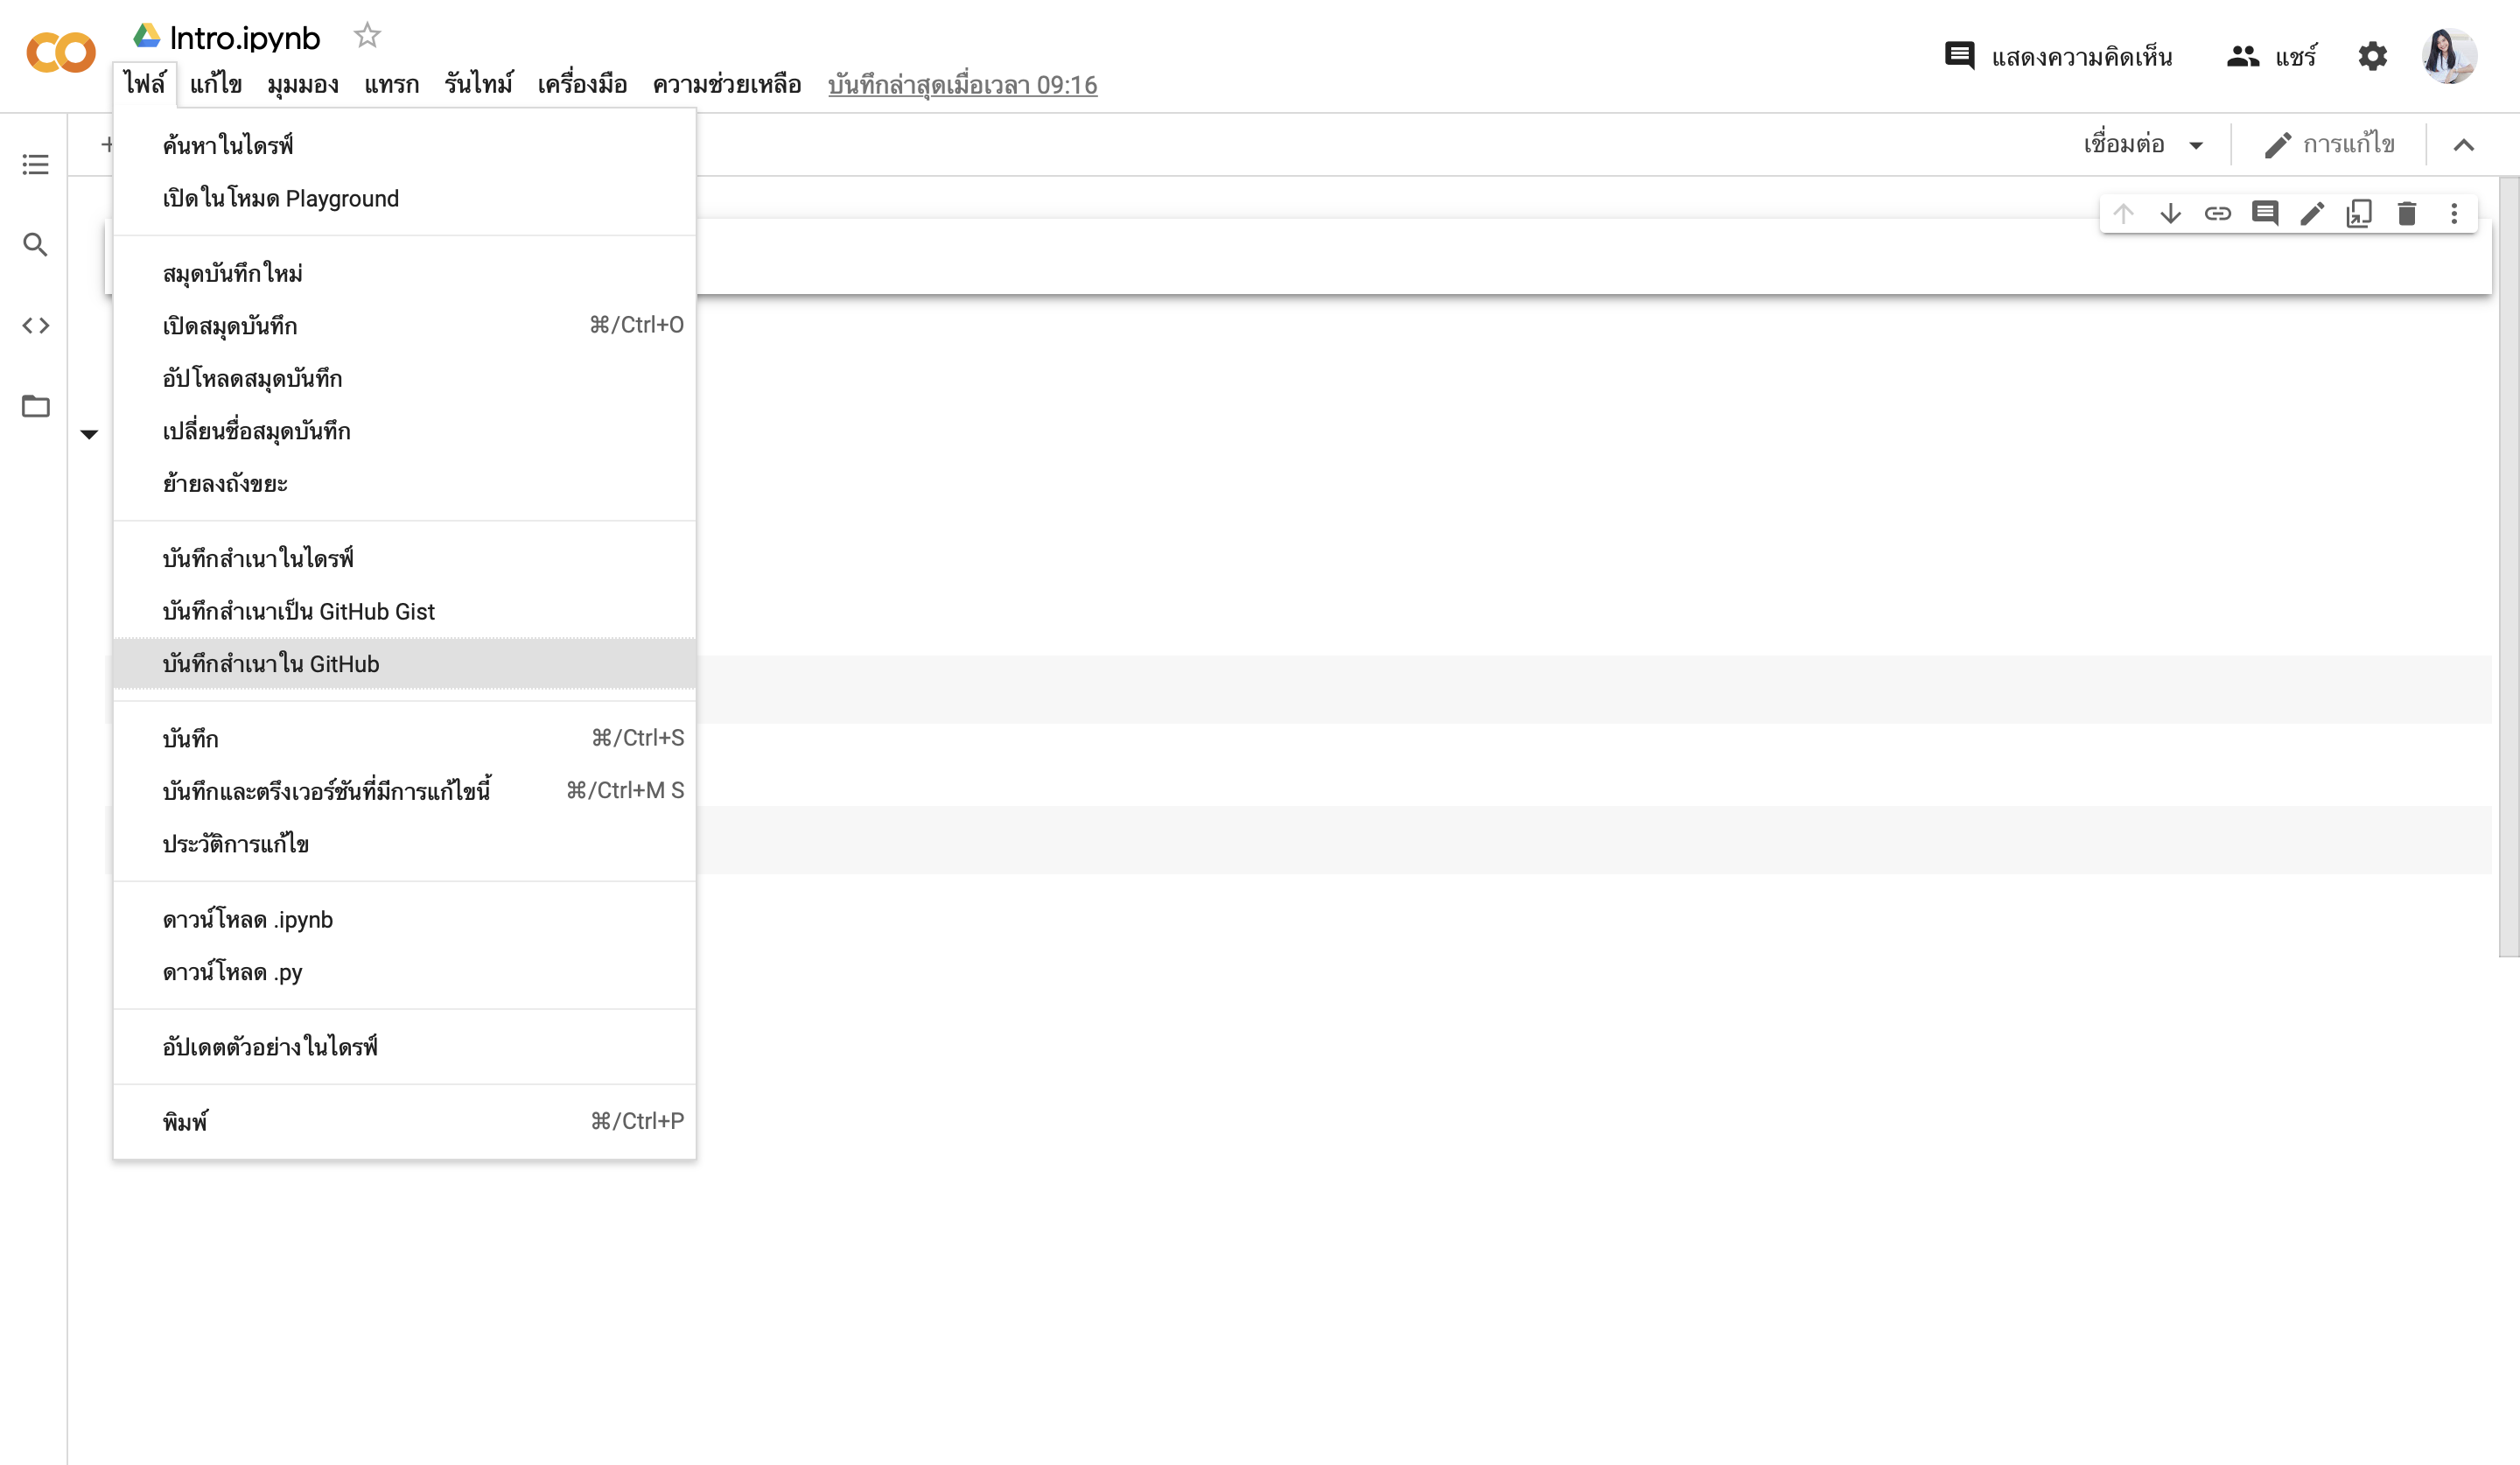 Intro.ipynb
ไฟล์ แก้ไข มุมมอง แทรก รันไทม์ เครื่องมือ ความช่วยเหลือ บันทึกล่าสุดเมื่อเวลา 09:16
แสดงความคิดเห็น แชร์
เชื่อมต่อ การแก้ไข
ค้นหาในไดรฟ์
เปิดในโหมด Playground
สมุดบันทึกใหม่
เปิดสมุดบันทึก ⌘/Ctrl+O
อัปโหลดสมุดบันทึก
เปลี่ยนชื่อสมุดบันทึก
ย้ายลงถังขยะ
บันทึกสำเนาในไดรฟ์
บันทึกสำเนาเป็น GitHub Gist
บันทึกสำเนาใน GitHub
บันทึก ⌘/Ctrl+S
บันทึกและตรึงเวอร์ชันที่มีการแก้ไขนี้ ⌘/Ctrl+M S
ประวัติการแก้ไข
ดาวน์โหลด .ipynb
ดาวน์โหลด .py
อัปเดตตัวอย่างในไดรฟ์
พิมพ์ ⌘/Ctrl+P